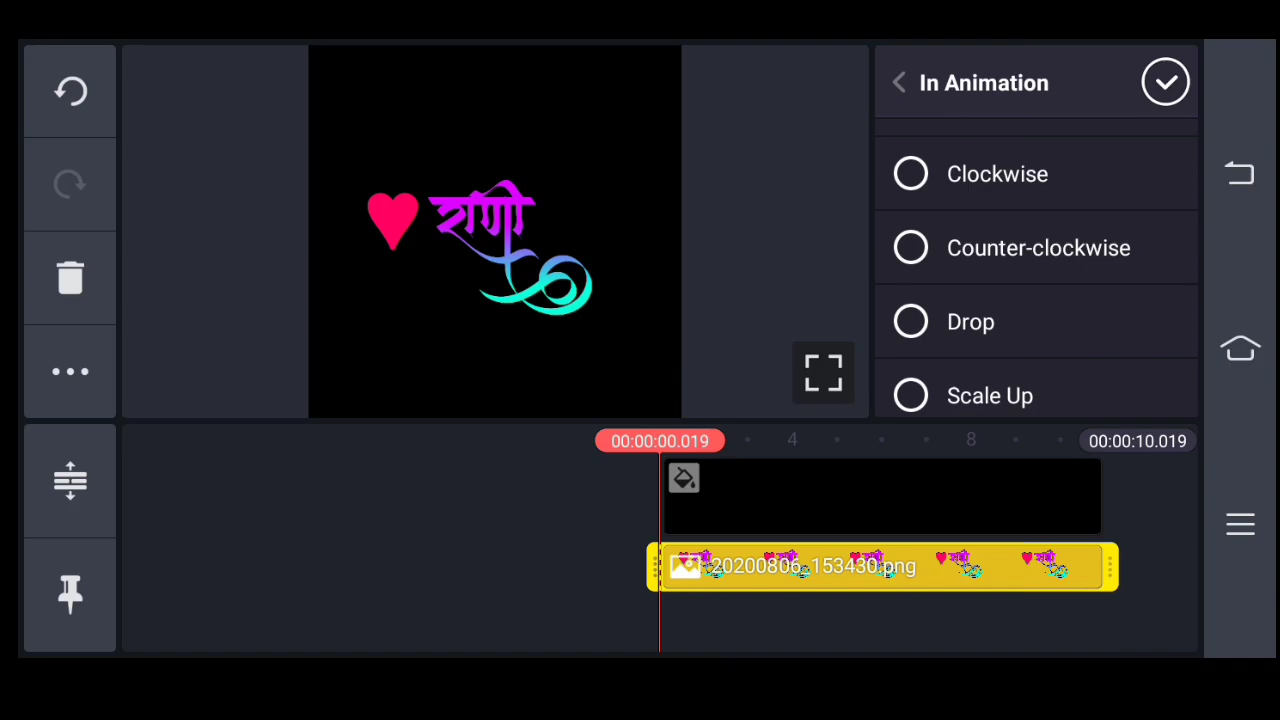 In Animation
Clockwise
राणी
Counter-clockwise
Drop
Scale Up
00:00:00.019
4
8
00:00:10.019
20200806_153430.png